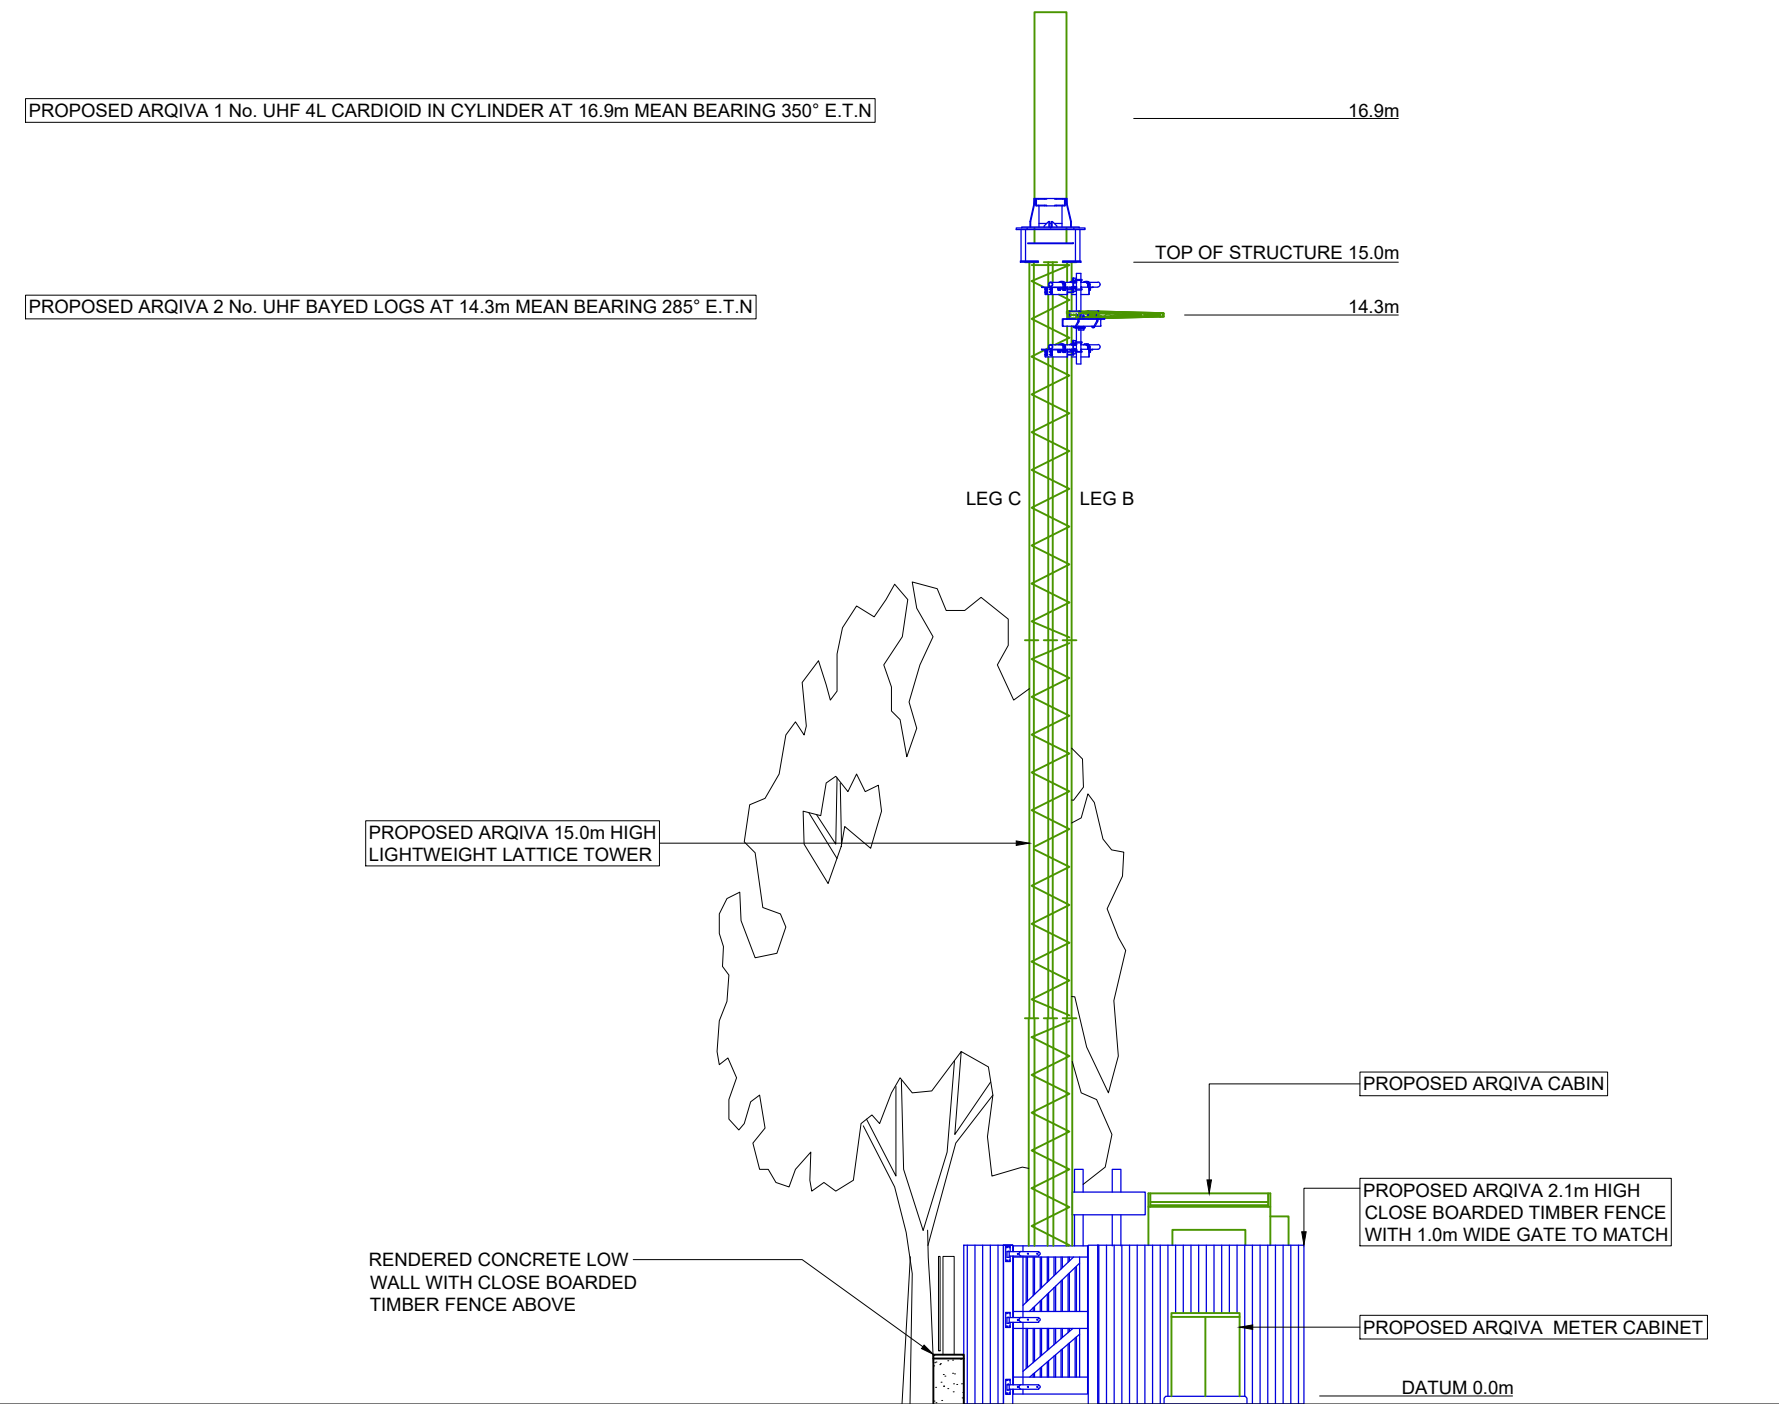 PROPOSED ARQIVA 1 No. UHF 4L CARDIOID IN CYLINDER AT 16.9m MEAN BEARING 350° E.T.N
16.9m
TOP OF STRUCTURE 15.0m
PROPOSED ARQIVA 2 No. UHF BAYED LOGS AT 14.3m MEAN BEARING 285° E.T.N
14.3m
LEG C
LEG B
PROPOSED ARQIVA 15.0m HIGH
LIGHTWEIGHT LATTICE TOWER
PROPOSED ARQIVA CABIN
PROPOSED ARQIVA 2.1m HIGH
CLOSE BOARDED TIMBER FENCE
WITH 1.0m WIDE GATE TO MATCH
RENDERED CONCRETE LOW
WALL WITH CLOSE BOARDED
TIMBER FENCE ABOVE
PROPOSED ARQIVA  METER CABINET
DATUM 0.0m